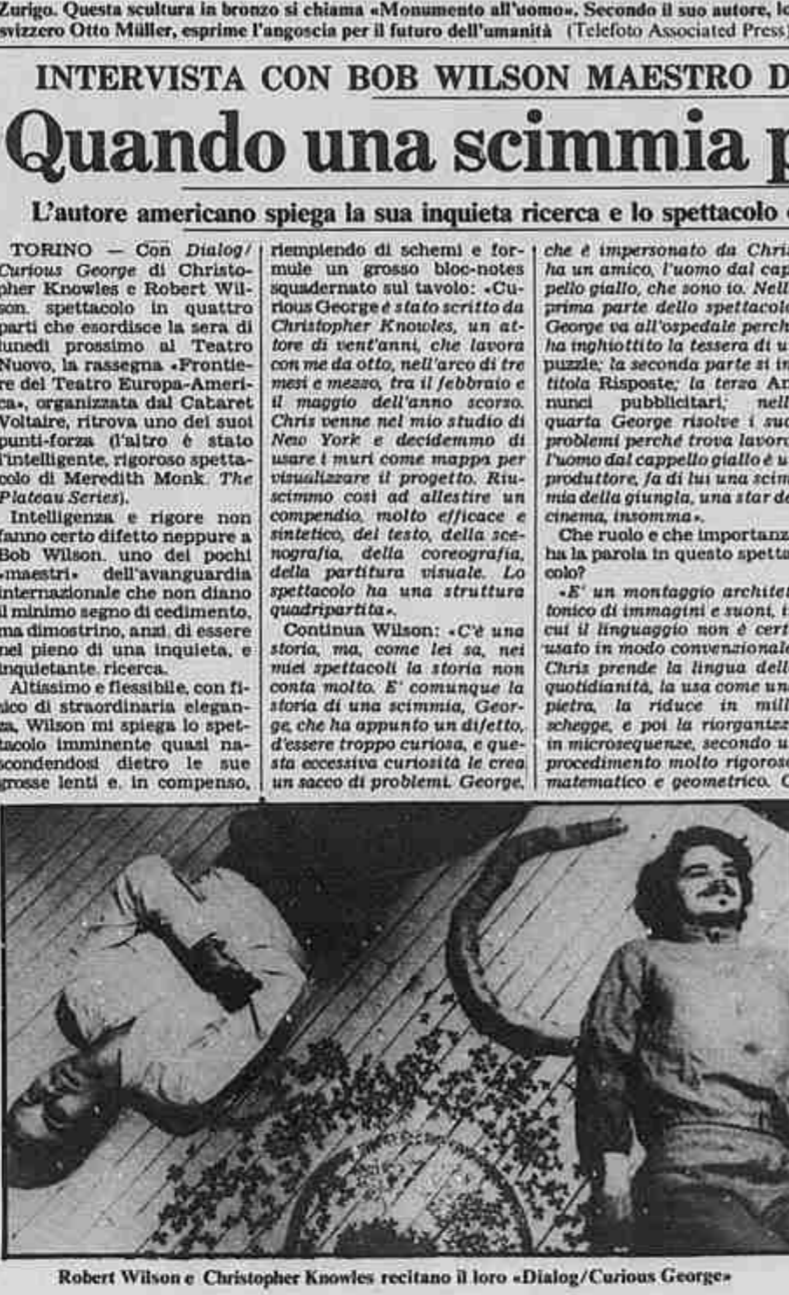 Zurigo. Questa scultura in bronzo si chiama «Monumento all'uomo». Secondo il suo autore, lo
svizzero Otto Müller, esprime l'angoscia per il futuro dell'umanità (Telefoto Associated Press)
INTERVISTA CON BOB WILSON MAESTRO D
Quando una scimmia p
L'autore americano spiega la sua inquieta ricerca e lo spettacolo
TORINO — Con Dialog/
Curious George di Christo-
pher Knowles e Robert Wil-
son, spettacolo in quattro
parti che esordisce la sera di
lunedì prossimo al Teatro
Nuovo, la rassegna «Frontie-
re del Teatro Europa-Ameri-
ca», organizzata dal Cabaret
Voltaire, ritrova uno dei suoi
punti-forza (l'altro è stato
l'intelligente, rigoroso spetta-
colo di Meredith Monk, The
Plateau Series).
Intelligenza e rigore non
fanno certo difetto neppure a
Bob Wilson, uno dei pochi
«maestri» dell'avanguardia
internazionale che non diano
il minimo segno di cedimento,
ma dimostrino, anzi, di essere
nel pieno di una inquieta, e
inquietante, ricerca.
Altissimo e flessibile, con fi-
sico di straordinaria elegan-
za, Wilson mi spiega lo spet-
tacolo imminente quasi na-
scondendosi dietro le sue
grosse lenti e, in compenso,
riempiendo di schemi e for-
mule un grosso bloc-notes
squadernato sul tavolo: «Cu-
rious George è stato scritto da
Christopher Knowles, un at-
tore di vent'anni, che lavora
con me da otto, nell'arco di tre
mesi e mezzo, tra il febbraio e
il maggio dell'anno scorso.
Chris venne nel mio studio di
New York e decidemmo di
usare i muri come mappa per
visualizzare il progetto. Riu-
scimmo così ad allestire un
compendio, molto efficace e
sintetico, del testo, della sce-
nografia, della coreografia,
della partitura visuale. Lo
spettacolo ha una struttura
quadripartita».
Continua Wilson: «C'è una
storia, ma, come lei sa, nei
miei spettacoli la storia non
conta molto. E' comunque la
storia di una scimmia, Geor-
ge, che ha appunto un difetto,
d'essere troppo curiosa, e que-
sta eccessiva curiosità le crea
un sacco di problemi. George,
che è impersonato da Chris
ha un amico, l'uomo dal cap
pello giallo, che sono io. Nell
prima parte dello spettacolo
George va all'ospedale perch
ha inghiottito la tessera di u
puzzle; la seconda parte si in
titola Risposte; la terza An
nunci pubblicitari; nell
quarta George risolve i suo
problemi perché trova lavoro
l'uomo dal cappello giallo è u
produttore, fa di lui una scim
mia della giungla, una star de
cinema, insomma».
Che ruolo e che importanz
ha la parola in questo spetta
colo?
«E' un montaggio architet
tonico di immagini e suoni, i
cui il linguaggio non è cert
usato in modo convenzionale
Chris prende la lingua dell
quotidianità, la usa come un
pietra, la riduce in mill
schegge, e poi la riorganizz
in microsequenze, secondo u
procedimento molto rigoroso
matematico e geometrico. C
Robert Wilson e Christopher Knowles recitano il loro «Dialog/Curious George»